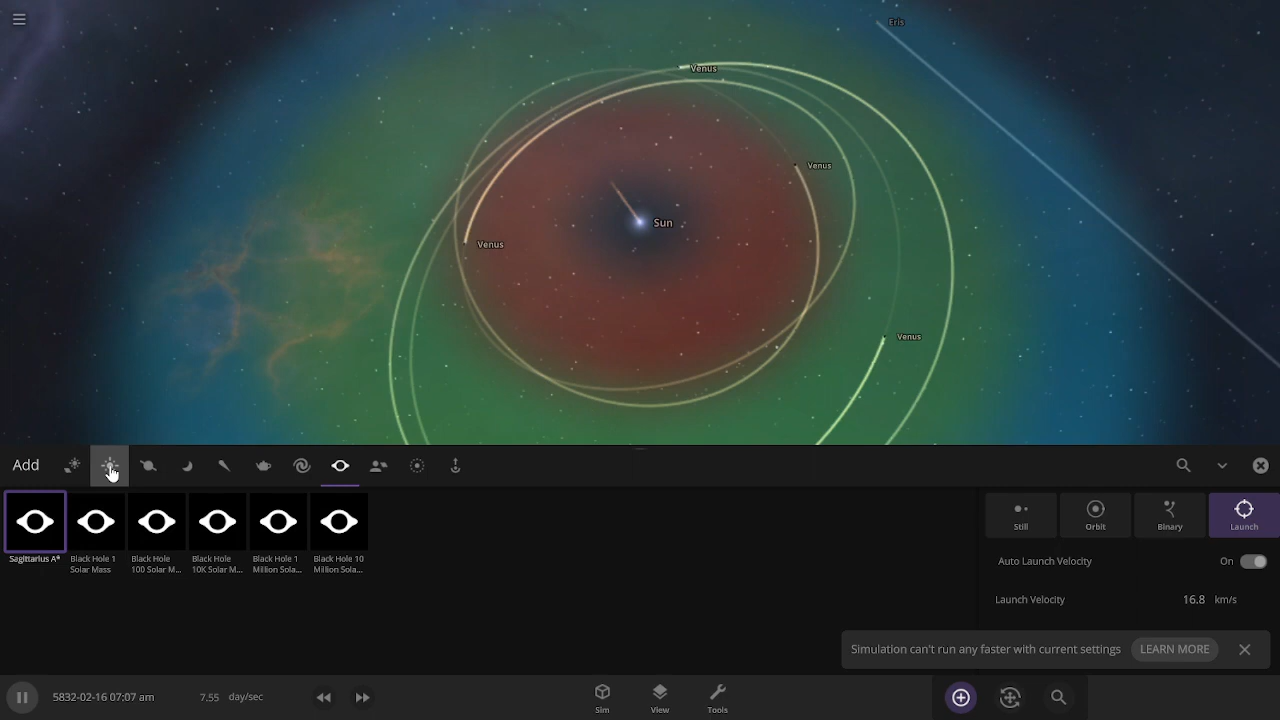 Eris
Venus
Venus
Sun
Venus
Venus
Add
Sagittarius A*
Black Hole 1
Solar Mass
Black Hole
100 Solar M...
Black Hole
10K Solar M...
Black Hole 1
Million Sola...
Black Hole 10
Million Sola...
Still
Orbit
Binary
Launch
Auto Launch Velocity
On
Launch Velocity
16.8 km/s
Simulation can't run any faster with current settings
LEARN MORE
5832-02-16 07:07 am
7.55 day/sec
Sim
View
Tools